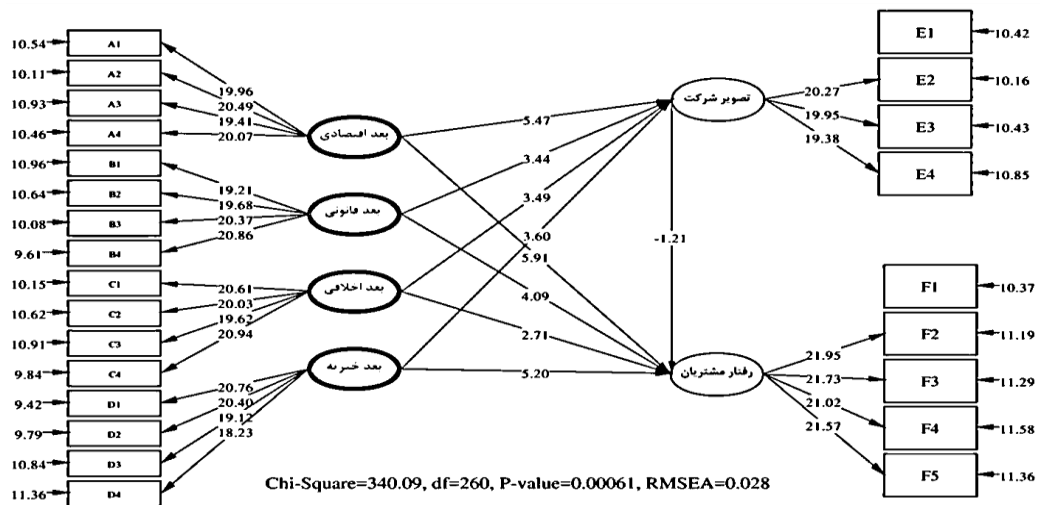 10.54 A1
10.11 A2
10.93 A3
10.46 A4
10.96 B1
10.64 B2
10.08 B3
9.61 B4
10.15 C1
10.62 C2
10.91 C3
9.84 C4
9.42 D1
9.79 D2
10.84 D3
11.36 D4
19.96
20.49
19.41
20.07
19.21
19.68
20.37
20.86
20.61
20.03
19.62
20.94
20.76
20.40
19.12
18.23
بعد اقتصادی
بعد قانونی
بعد اخلاقی
بعد خیریه
5.47
3.44
3.49
3.60
5.91
4.09
2.71
5.20
-1.21
تصویر شرکت
رفتار مشتریان
20.27
19.95
19.38
21.95
21.73
21.02
21.57
E1 10.42
E2 10.16
E3 10.43
E4 10.85
F1 10.37
F2 11.19
F3 11.29
F4 11.58
F5 11.36
Chi-Square=340.09, df=260, P-value=0.00061, RMSEA=0.028